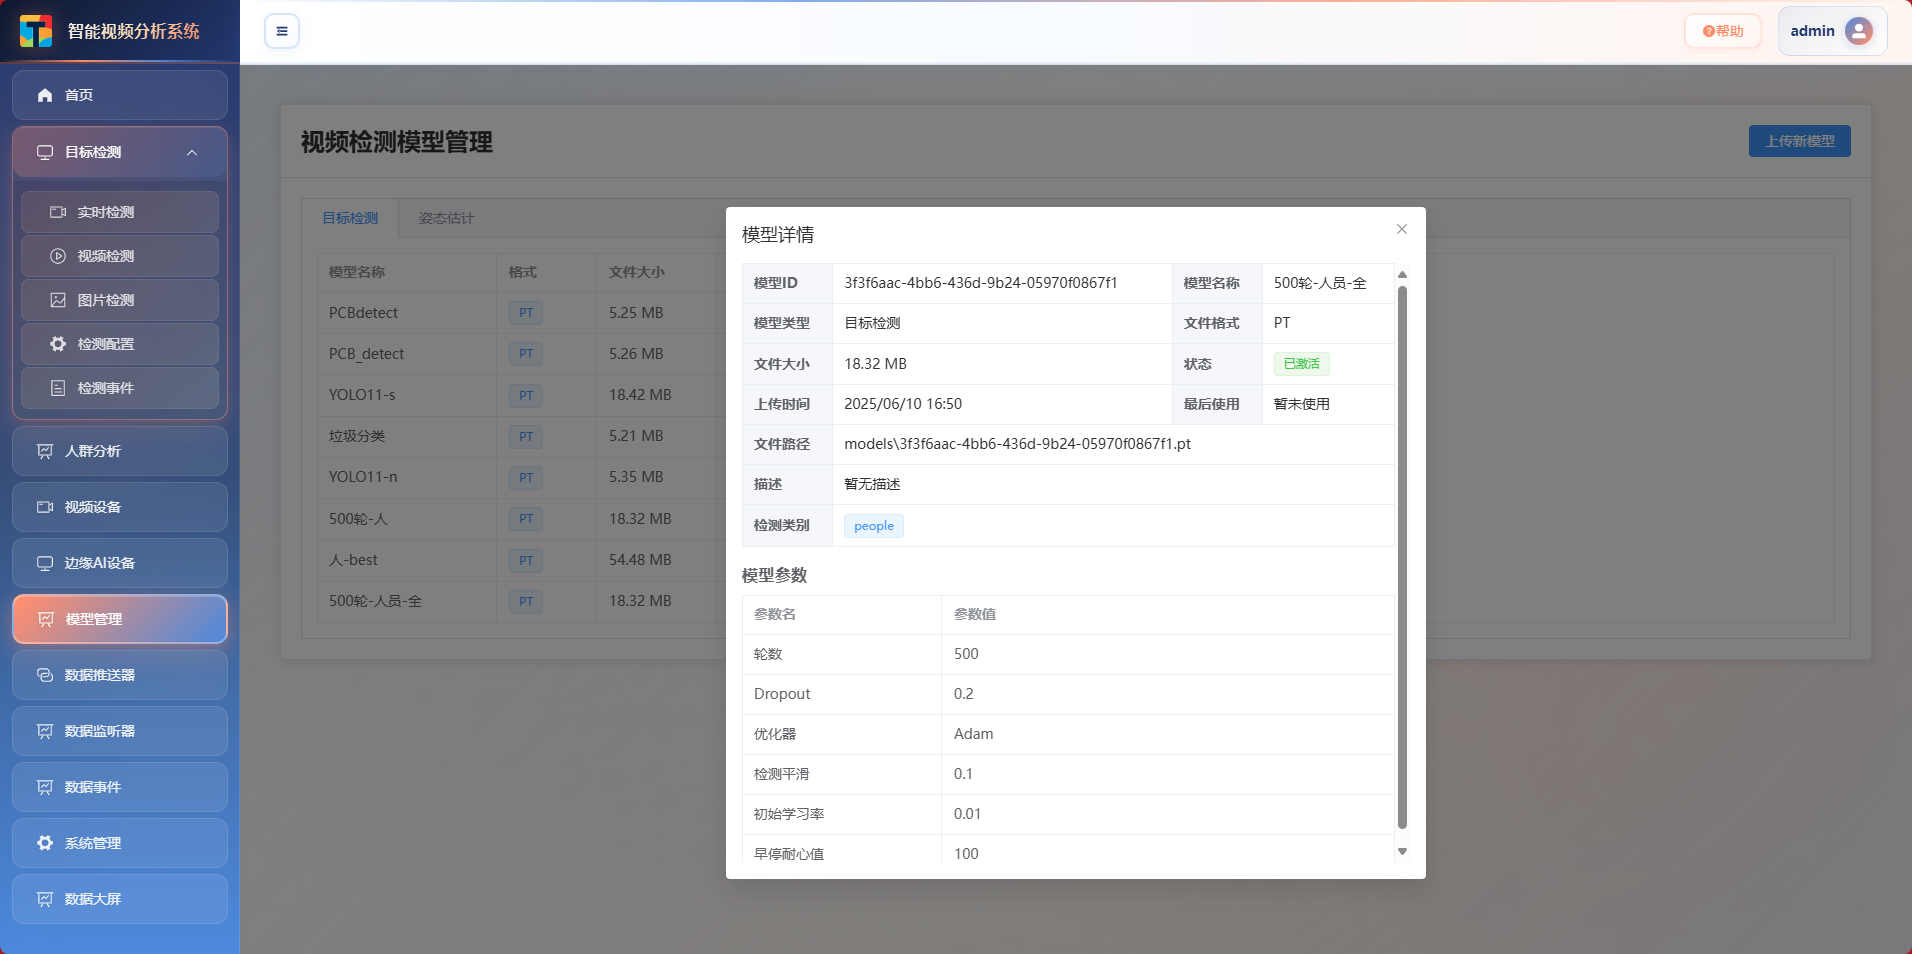 智能视频分析系统
帮助
admin
首页
目标检测
实时检测
视频检测
图片检测
检测配置
检测事件
人群分析
视频设备
边缘AI设备
模型管理
数据推送器
数据监听器
数据事件
系统管理
数据大屏
视频检测模型管理
上传新模型
目标检测 姿态估计
模型名称 格式 文件大小
PCBdetect PT 5.25 MB
PCB_detect PT 5.26 MB
YOLO11-s PT 18.42 MB
垃圾分类 PT 5.21 MB
YOLO11-n PT 5.35 MB
500轮-人 PT 18.32 MB
人-best PT 54.48 MB
500轮-人员-全 PT 18.32 MB
模型详情
模型ID 3f3f6aac-4bb6-436d-9b24-05970f0867f1 模型名称 500轮-人员-全
模型类型 目标检测 文件格式 PT
文件大小 18.32 MB 状态 已激活
上传时间 2025/06/10 16:50 最后使用 暂未使用
文件路径 models\3f3f6aac-4bb6-436d-9b24-05970f0867f1.pt
描述 暂无描述
检测类别 people
模型参数
参数名 参数值
轮数 500
Dropout 0.2
优化器 Adam
检测平滑 0.1
初始学习率 0.01
早停耐心值 100